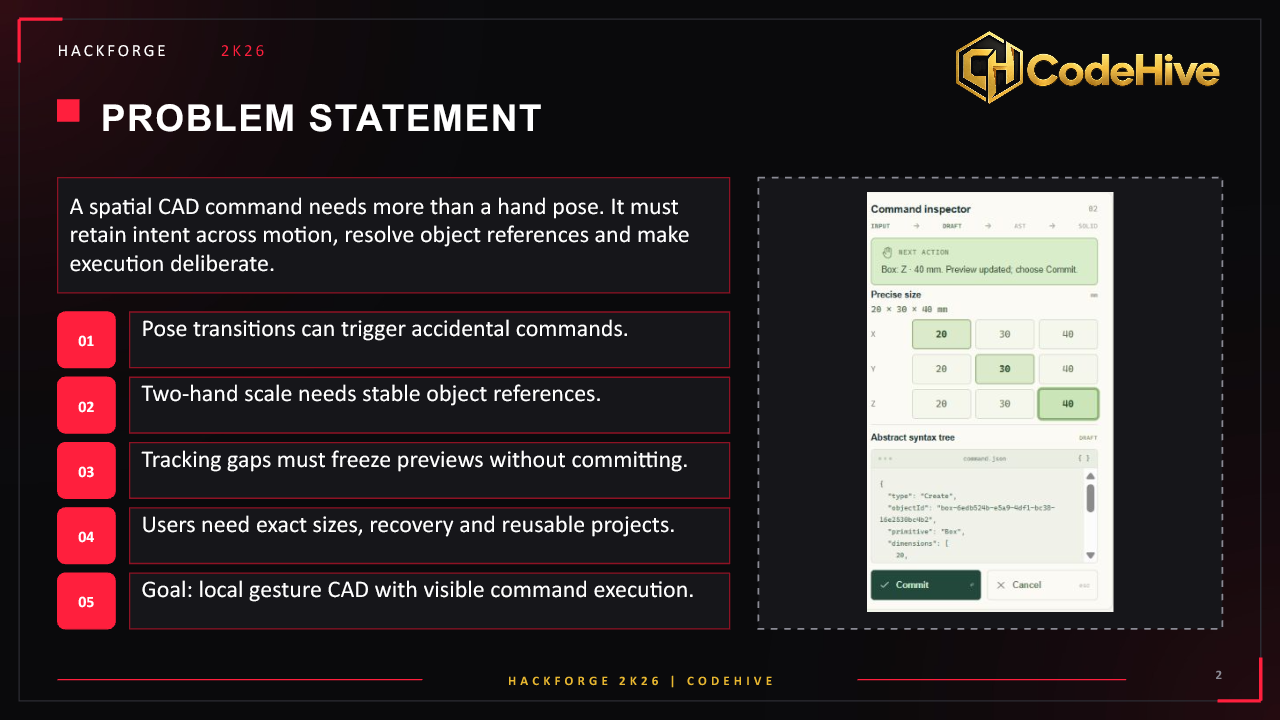 HACKFORGE 2K26
CodeHive
PROBLEM STATEMENT
A spatial CAD command needs more than a hand pose. It must
retain intent across motion, resolve object references and make
execution deliberate.
01 Pose transitions can trigger accidental commands.
02 Two-hand scale needs stable object references.
03 Tracking gaps must freeze previews without committing.
04 Users need exact sizes, recovery and reusable projects.
05 Goal: local gesture CAD with visible command execution.
Command inspector 02
INPUT → DRAFT → AST → SOLID
NEXT ACTION
Box: Z · 40 mm. Preview updated; choose Commit.
Precise size mm
20 × 30 × 40 mm
X 20 30 40
Y 20 30 40
Z 20 30 40
Abstract syntax tree DRAFT
command.json { }
{
"type": "Create",
"primitive": "Box",
"dimensions": [
20,
Commit
Cancel esc
HACKFORGE 2K26 | CODEHIVE
2